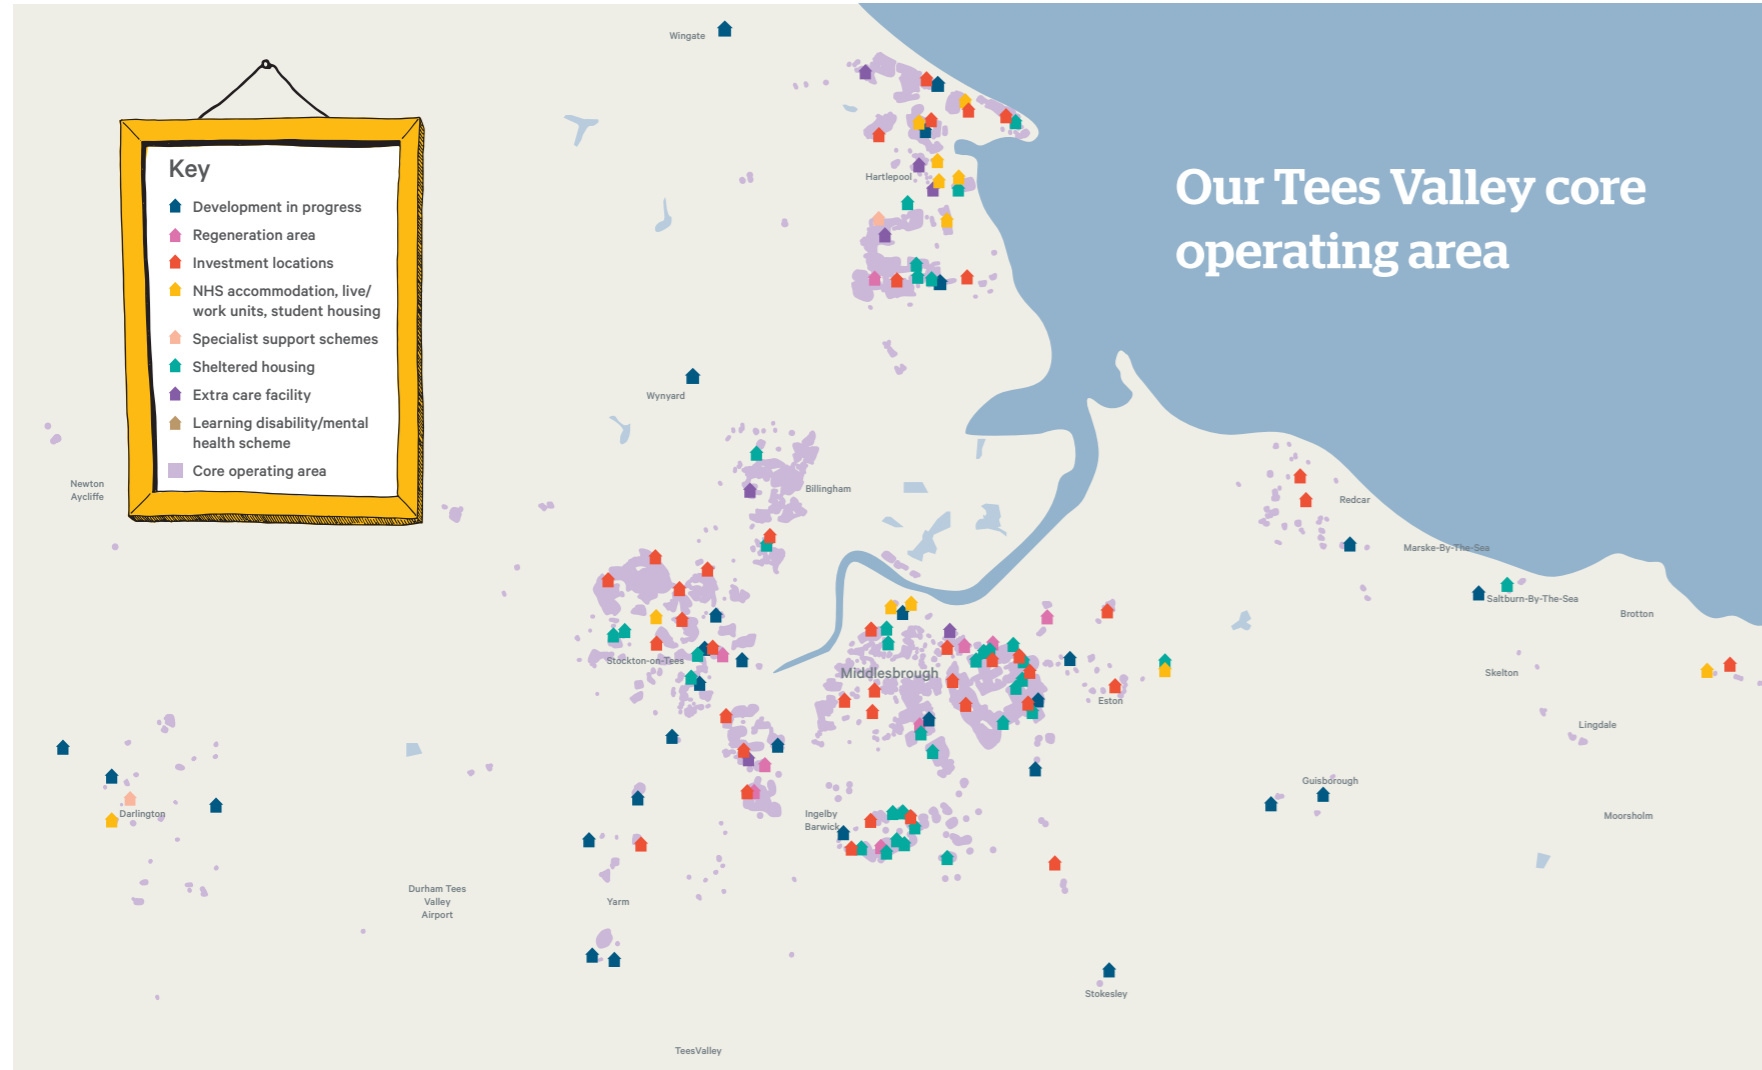 Wingate
Our Tees Valley core
operating area
Key
Development in progress
Regeneration area
Investment locations
NHS accommodation, live/
work units, student housing
Specialist support schemes
Sheltered housing
Extra care facility
Learning disability/mental
health scheme
Core operating area
Hartlepool
Wynyard
Newton
Aycliffe
Billingham
Redcar
Marske-By-The-Sea
Saltburn-By-The-Sea
Brotton
Stockton-on-Tees
Middlesbrough
Skelton
Eston
Lingdale
Guisborough
Darlington
Ingelby
Barwick
Moorsholm
Durham Tees
Valley
Airport
Yarm
Stokesley
TeesValley